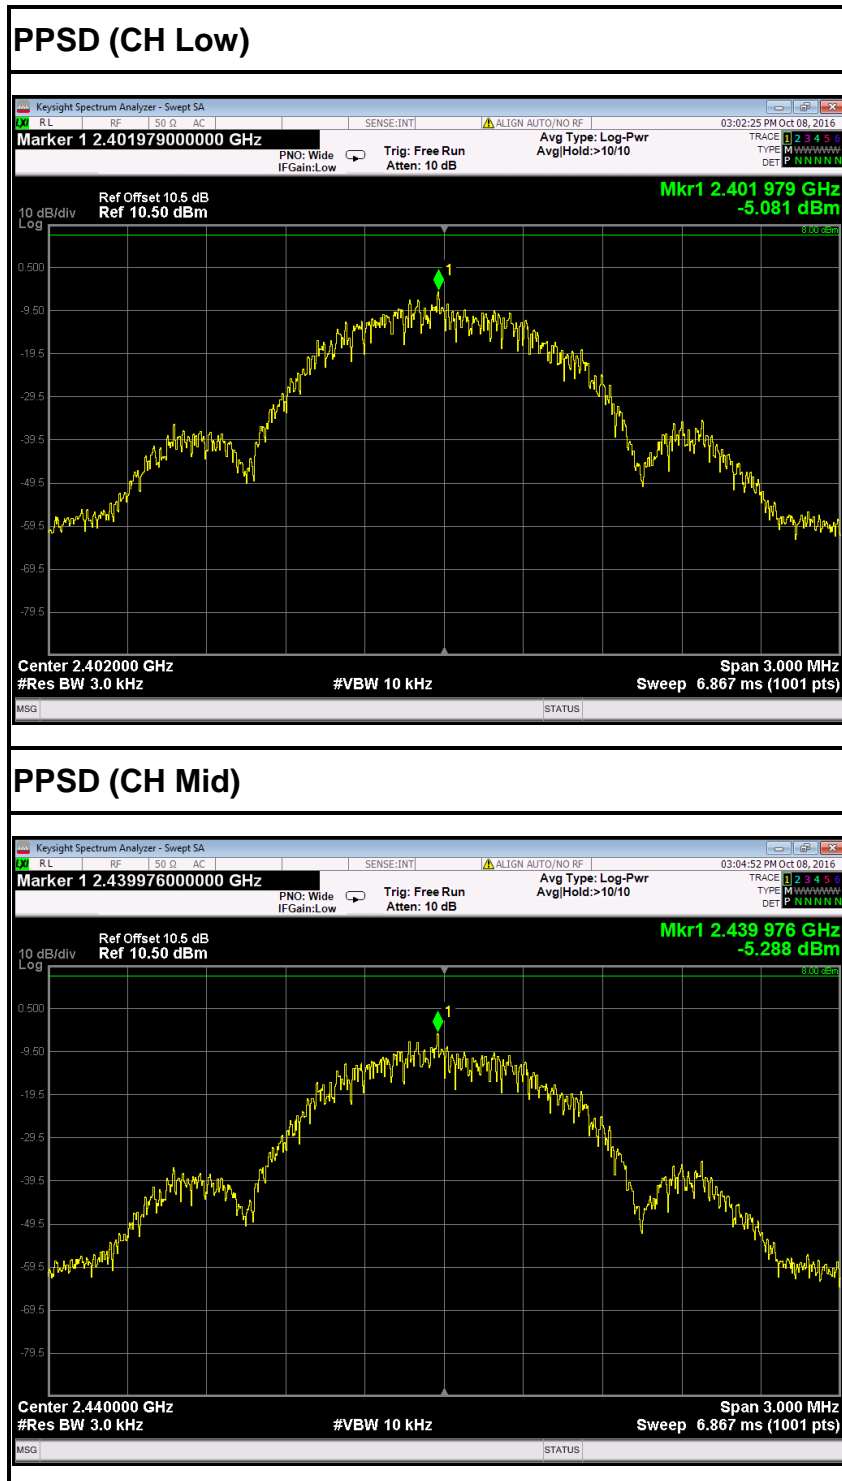 PPSD (CH Low)
Keysight Spectrum Analyzer - Swept SA
LXI RL RF 50 Ω AC SENSE:INT ALIGN AUTO/NO RF 03:02:25 PM Oct 08, 2016
Marker 1 2.401979000000 GHz Avg Type: Log-Pwr TRACE 1 2 3 4 5 6
PNO: Wide Trig: Free Run Avg|Hold:>10/10 TYPE M WWWWW
IFGain:Low Atten: 10 dB DET P N N N N N
Mkr1 2.401 979 GHz
Ref Offset 10.5 dB
10 dB/div Ref 10.50 dBm -5.081 dBm
Log
8.00 dBm
0.500
1
-9.50
-19.5
-29.5
-39.5
-49.5
-59.5
-69.5
-79.5
Center 2.402000 GHz Span 3.000 MHz
#Res BW 3.0 kHz #VBW 10 kHz Sweep 6.867 ms (1001 pts)
MSG STATUS
PPSD (CH Mid)
Keysight Spectrum Analyzer - Swept SA
LXI RL RF 50 Ω AC SENSE:INT ALIGN AUTO/NO RF 03:04:52 PM Oct 08, 2016
Marker 1 2.439976000000 GHz Avg Type: Log-Pwr TRACE 1 2 3 4 5 6
PNO: Wide Trig: Free Run Avg|Hold:>10/10 TYPE M WWWWW
IFGain:Low Atten: 10 dB DET P N N N N N
Mkr1 2.439 976 GHz
Ref Offset 10.5 dB
10 dB/div Ref 10.50 dBm -5.288 dBm
Log
8.00 dBm
0.500
1
-9.50
-19.5
-29.5
-39.5
-49.5
-59.5
-69.5
-79.5
Center 2.440000 GHz Span 3.000 MHz
#Res BW 3.0 kHz #VBW 10 kHz Sweep 6.867 ms (1001 pts)
MSG STATUS